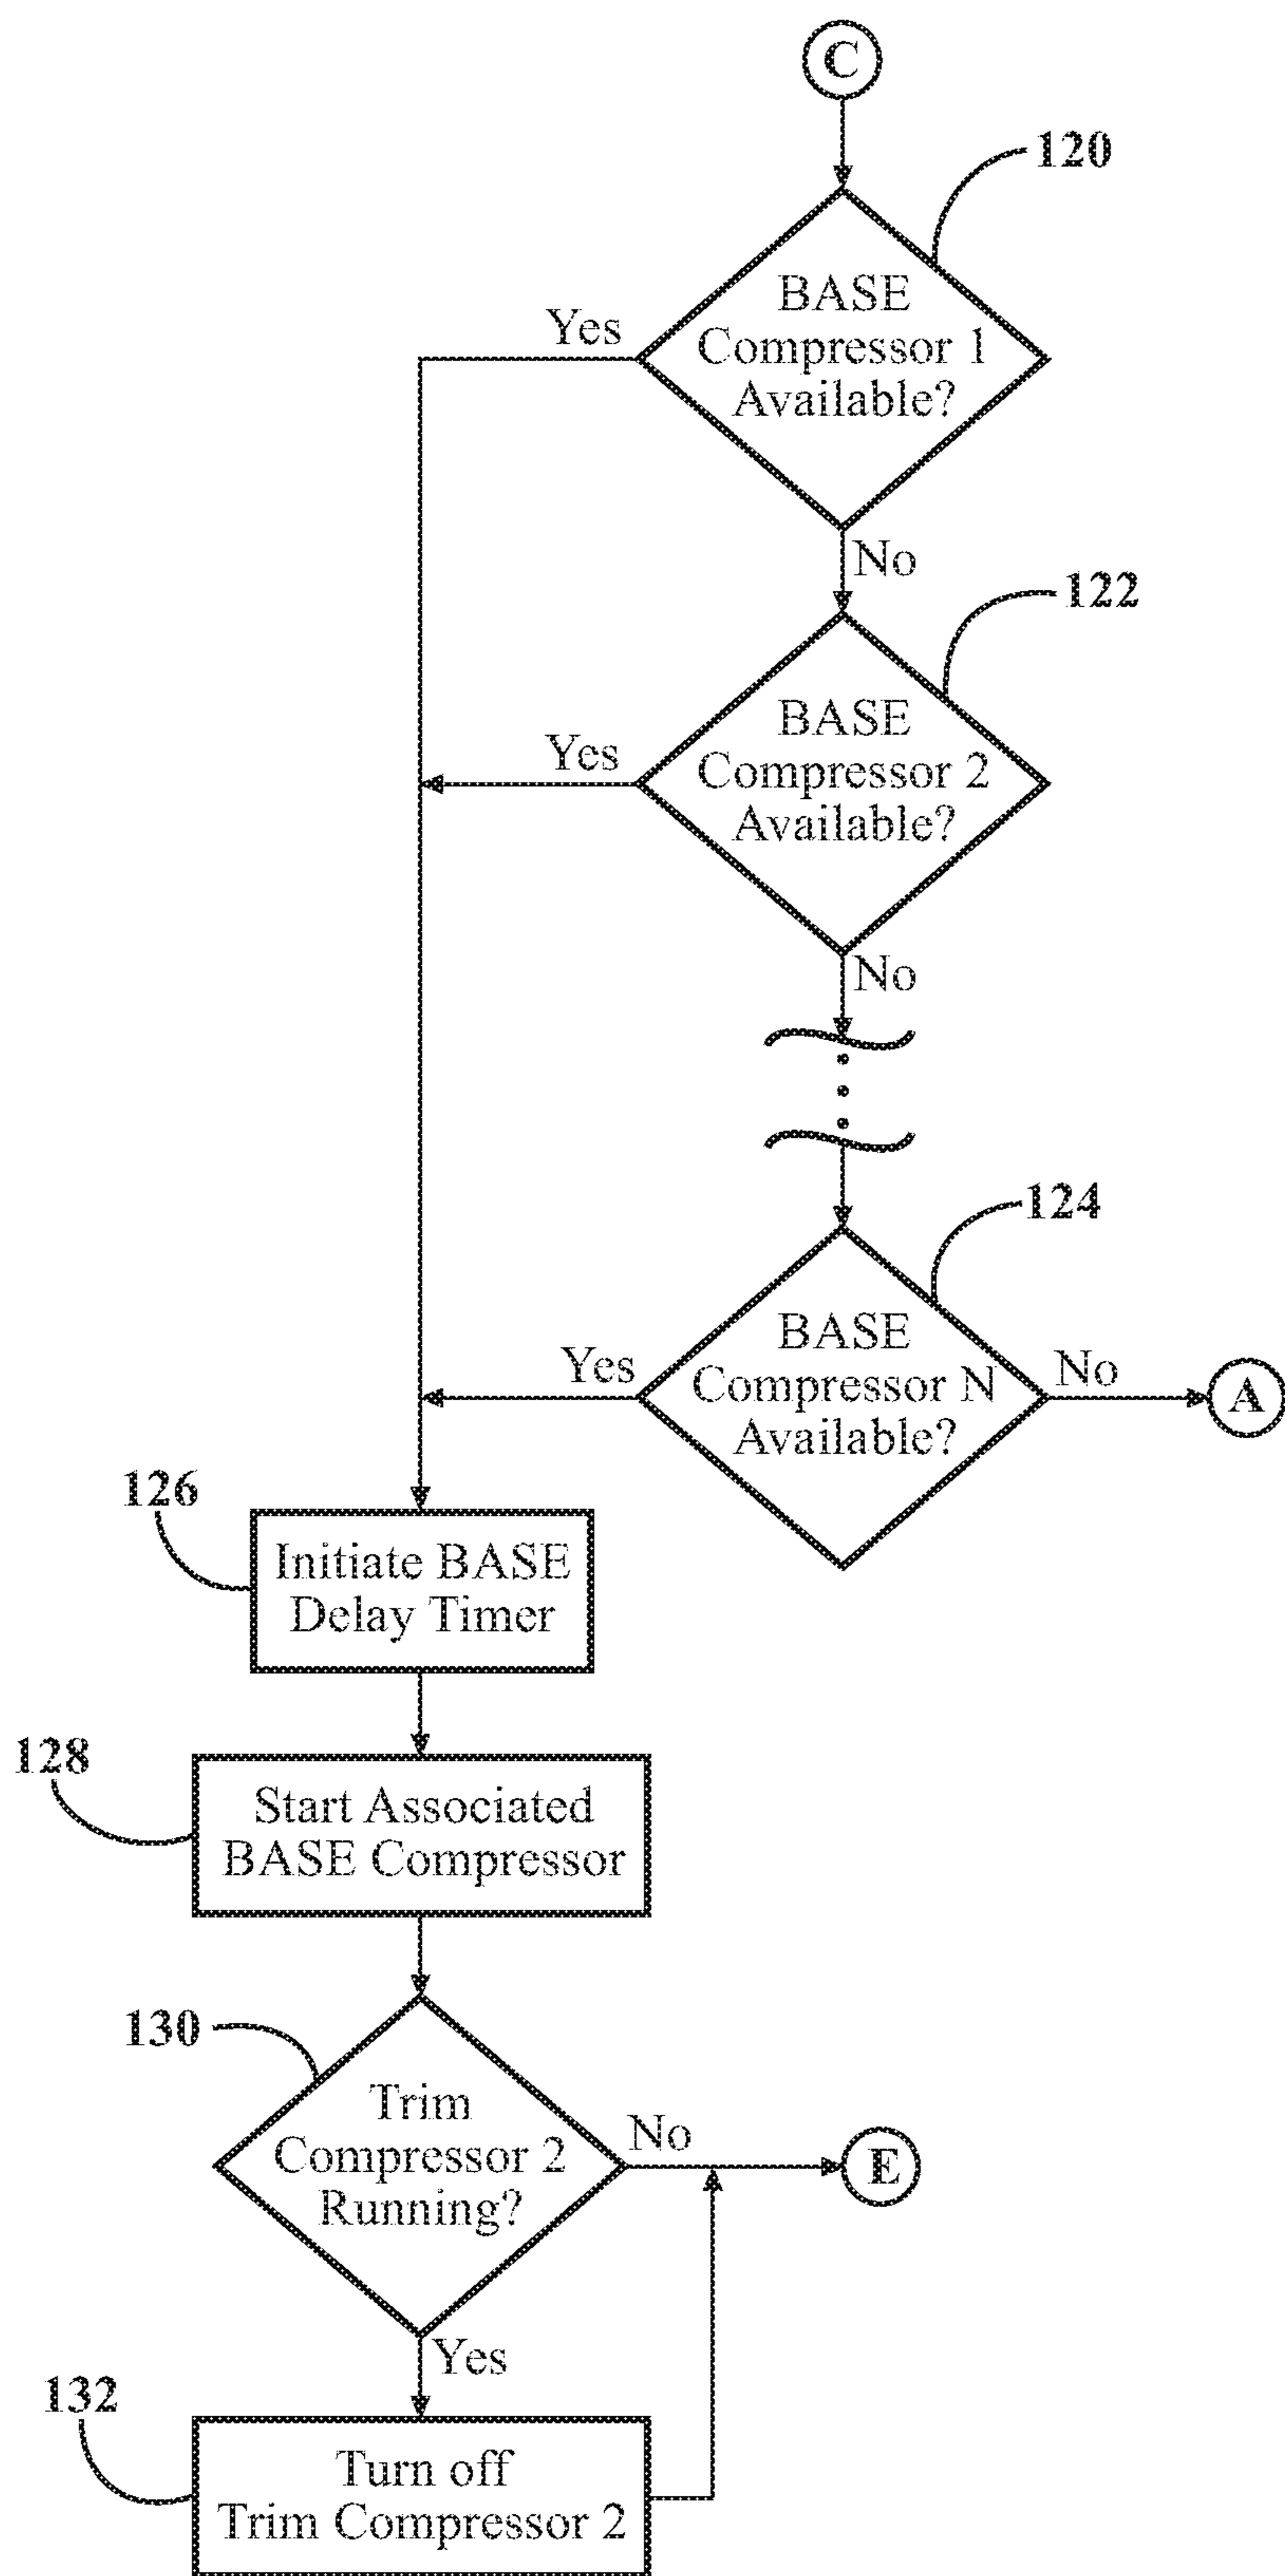 C
120
BASE
Compressor 1
Available?
Yes
No
122
BASE
Compressor 2
Available?
Yes
No
124
BASE
Compressor N
Available?
Yes
No
A
126
Initiate BASE
Delay Timer
128
Start Associated
BASE Compressor
130
Trim
Compressor 2
Running?
No
E
Yes
132
Turn off
Trim Compressor 2